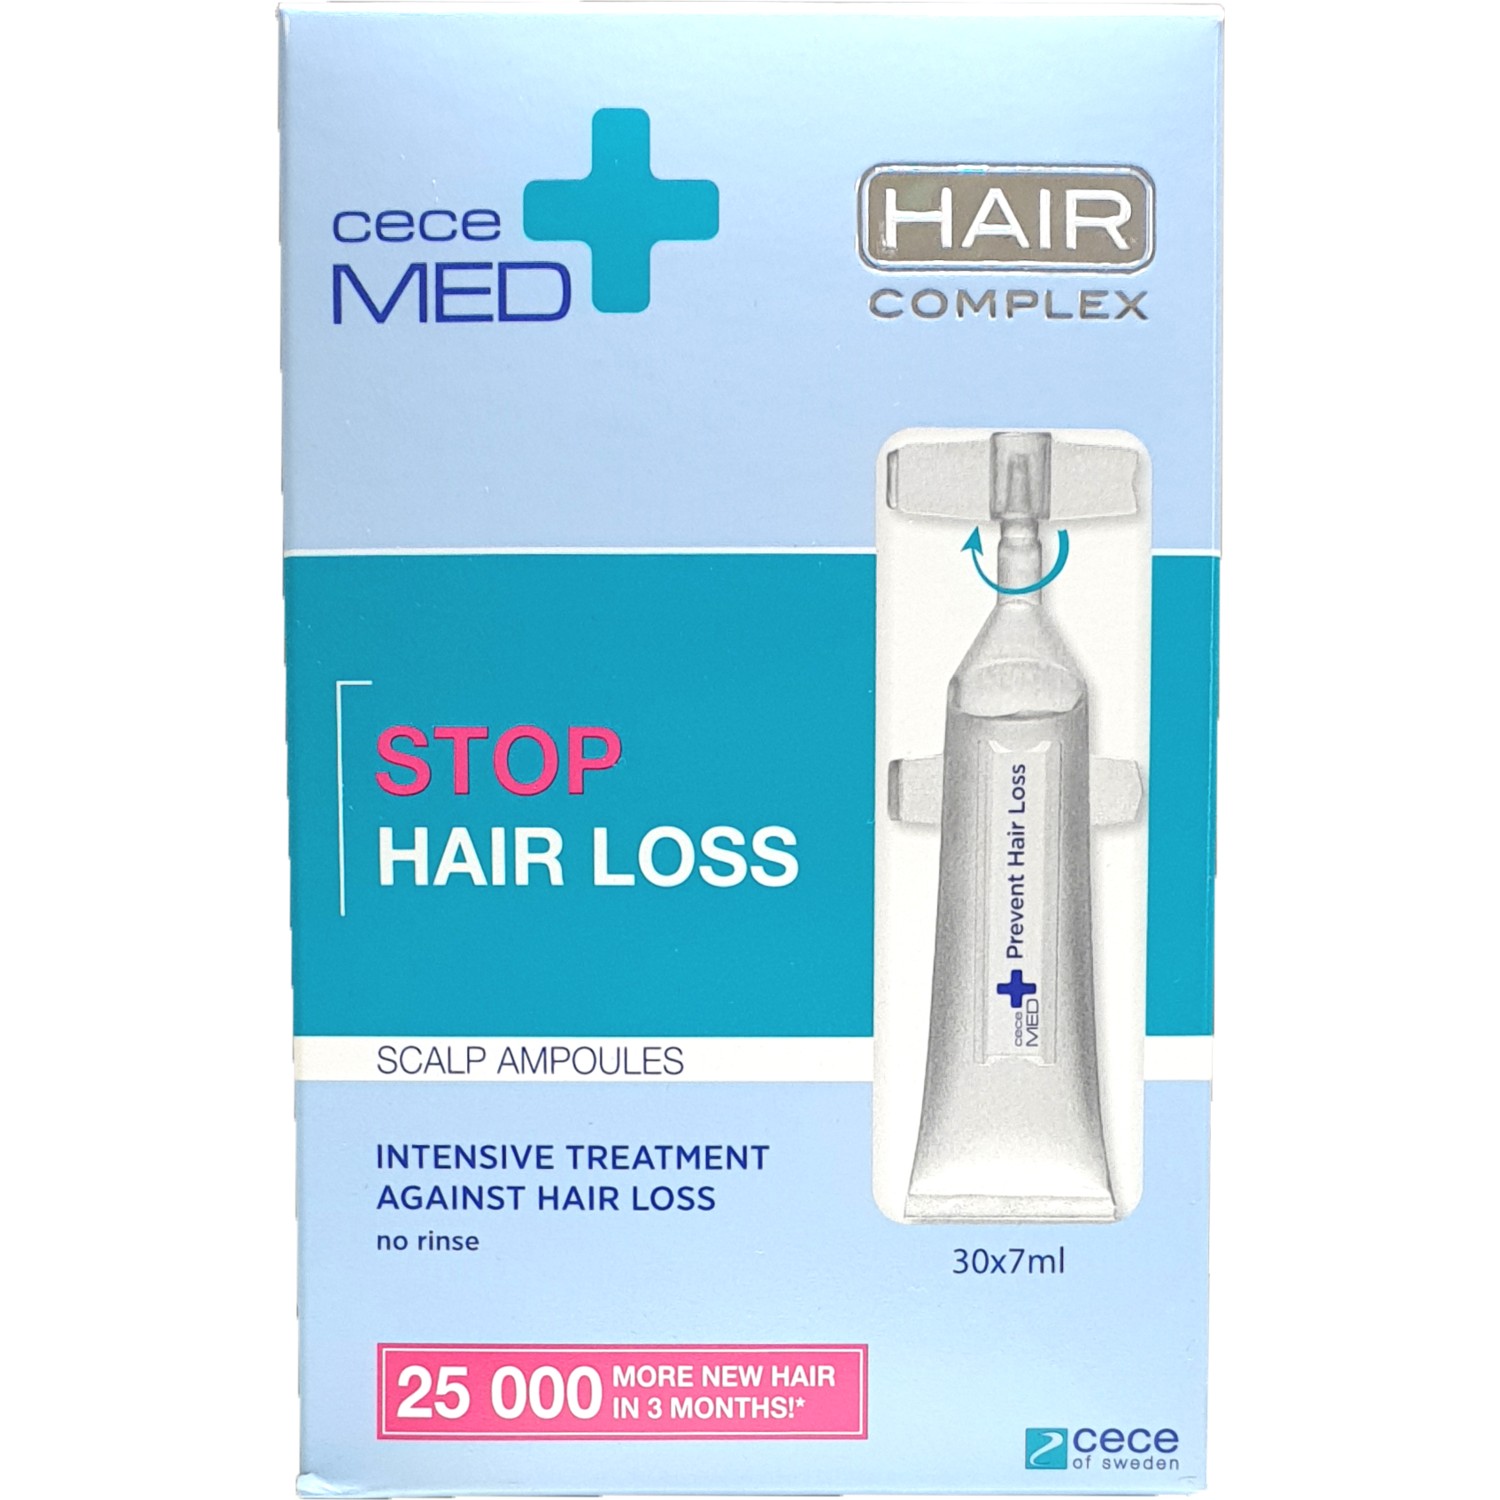 cece
MED
HAIR
COMPLEX
STOP
HAIR LOSS
cece MED Prevent Hair Loss
SCALP AMPOULES
INTENSIVE TREATMENT
AGAINST HAIR LOSS
no rinse
30x7ml
25 000 MORE NEW HAIR
IN 3 MONTHS!*
cece
of sweden